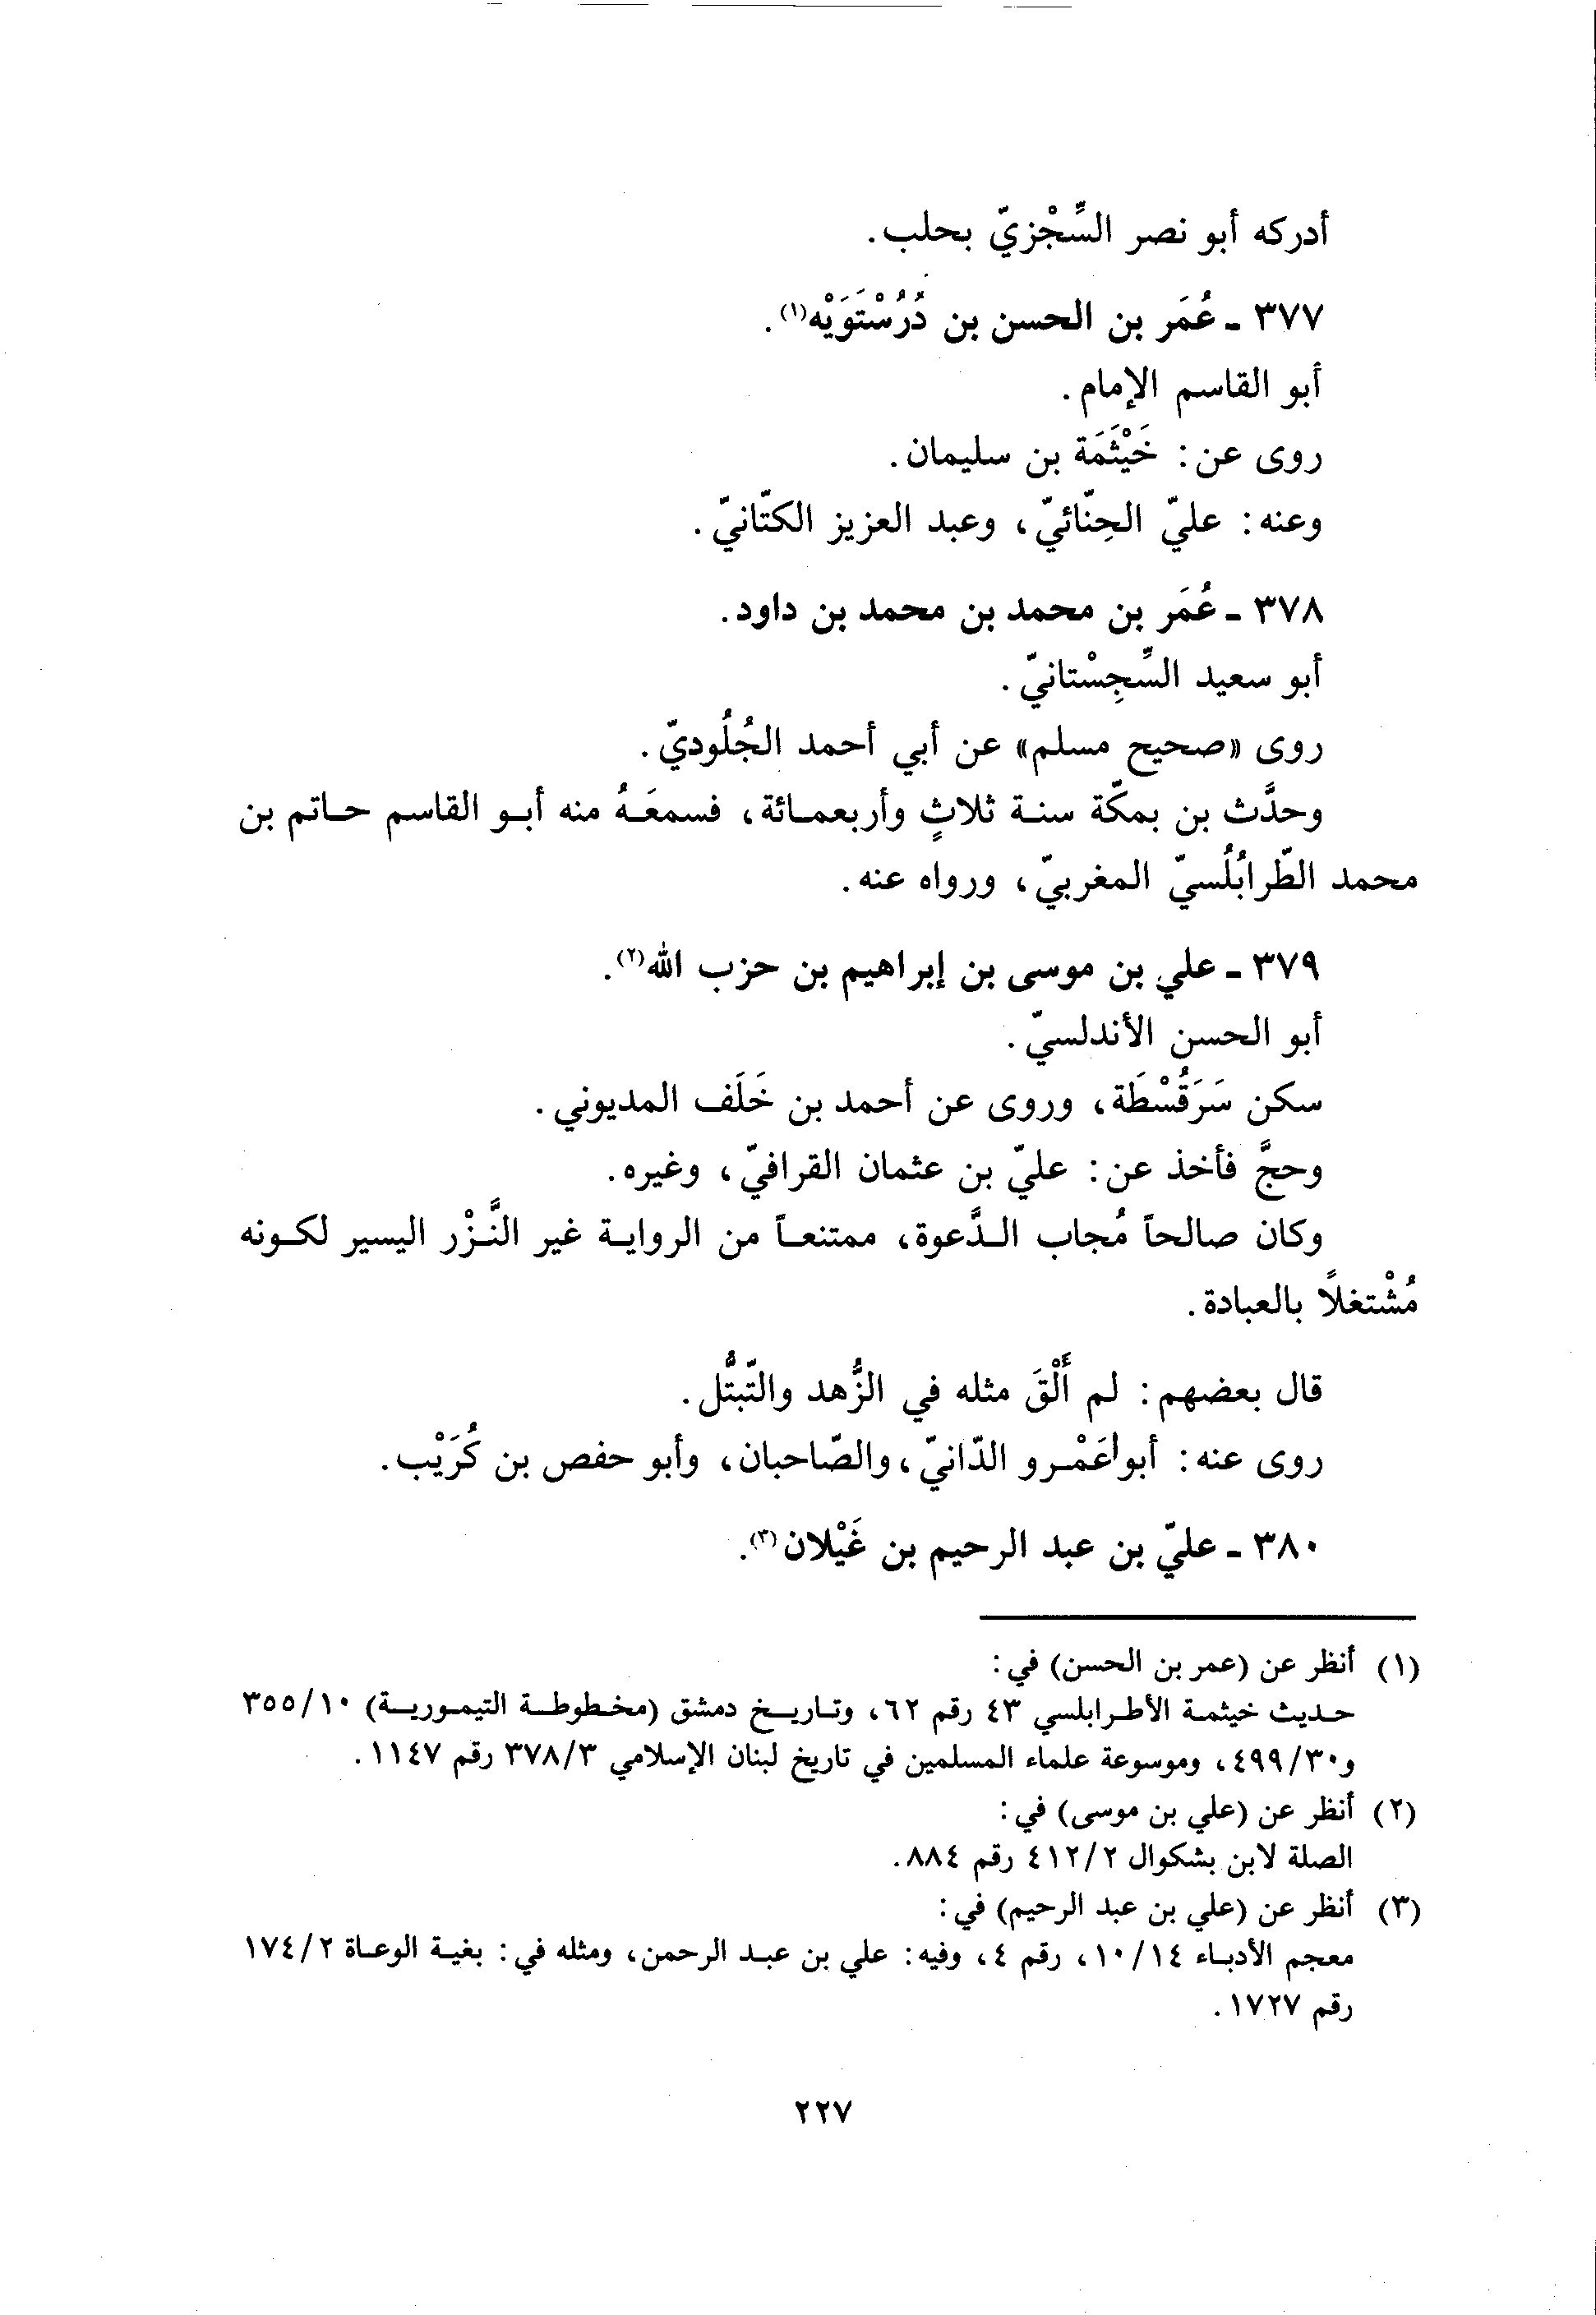 أدركه أبو نصر السِّجْزيّ بحلب.
٣٧٧ - عُمَر بن الحسن بن دُرُسْتَوَيْه(١).
أبو القاسم الإمام.
روى عن: خَيْثَمَة بن سليمان.
وعنه: عليّ الحِنّائيّ، وعبد العزيز الكتّانيّ.
٣٧٨ - عُمَر بن محمد بن محمد بن داود.
أبو سعيد السِّجِسْتانيّ.
روى «صحيح مسلم» عن أبي أحمد الجُلُوديّ.
وحدَّث بن بمكّة سنة ثلاثٍ وأربعمائة، فسمعَهُ منه أبو القاسم حاتم بن
محمد الطّرابُلُسيّ المغربيّ، ورواه عنه.
٣٧٩ - علي بن موسى بن إبراهيم بن حزب الله(٢).
أبو الحسن الأندلسيّ.
سكن سَرَقُسْطَة، وروى عن أحمد بن خَلَف المديوني.
وحجَّ فأخذ عن: عليّ بن عثمان القرافيّ، وغيره.
وكان صالحاً مُجاب الدَّعوة، ممتنعاً من الرواية غير النَّزْر اليسير لكونه
مُشْتغلًا بالعبادة.
قال بعضهم: لم أَلْقَ مثله في الزُّهد والتّبتُّل.
روى عنه: أبو عَمْرو الدّانيّ، والصّاحبان، وأبو حفص بن كُرَيْب.
٣٨٠ - عليّ بن عبد الرحيم بن غَيْلان(٣).
(١) أنظر عن (عمر بن الحسن) في:
حديث خيثمة الأطرابلسي ٤٣ رقم ٦٢، وتاريخ دمشق (مخطوطة التيمورية) ٣٥٥/١٠
و٤٩٩/٣٠، وموسوعة علماء المسلمين في تاريخ لبنان الإسلامي ٣٧٨/٣ رقم ١١٤٧.
(٢) أنظر عن (علي بن موسى) في:
الصلة لابن بشكوال ٤١٢/٢ رقم ٨٨٤.
(٣) أنظر عن (علي بن عبد الرحيم) في:
معجم الأدباء ١٠/١٤، رقم ٤، وفيه: علي بن عبد الرحمن، ومثله في: بغية الوعاة ١٧٤/٢
رقم ١٧٢٧.
٢٢٧